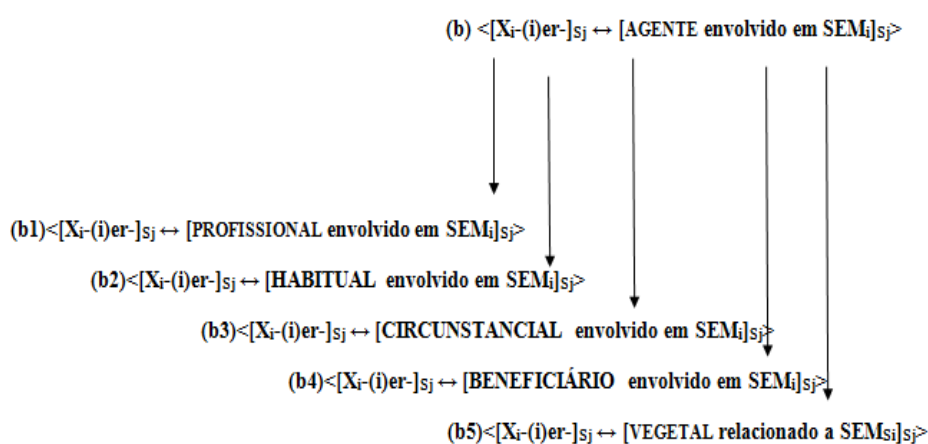 (b) <[Xi-(i)er-]Sj ↔ [AGENTE envolvido em SEMi]Sj>
(b1)<[Xi-(i)er-]Sj ↔ [PROFISSIONAL envolvido em SEMi]Sj>
(b2)<[Xi-(i)er-]Sj ↔ [HABITUAL envolvido em SEMi]Sj>
(b3)<[Xi-(i)er-]Sj ↔ [CIRCUNSTANCIAL envolvido em SEMi]Sj>
(b4)<[Xi-(i)er-]Sj ↔ [BENEFICIÁRIO envolvido em SEMi]Sj>
(b5)<[Xi-(i)er-]Sj ↔ [VEGETAL relacionado a SEMSi]Sj>